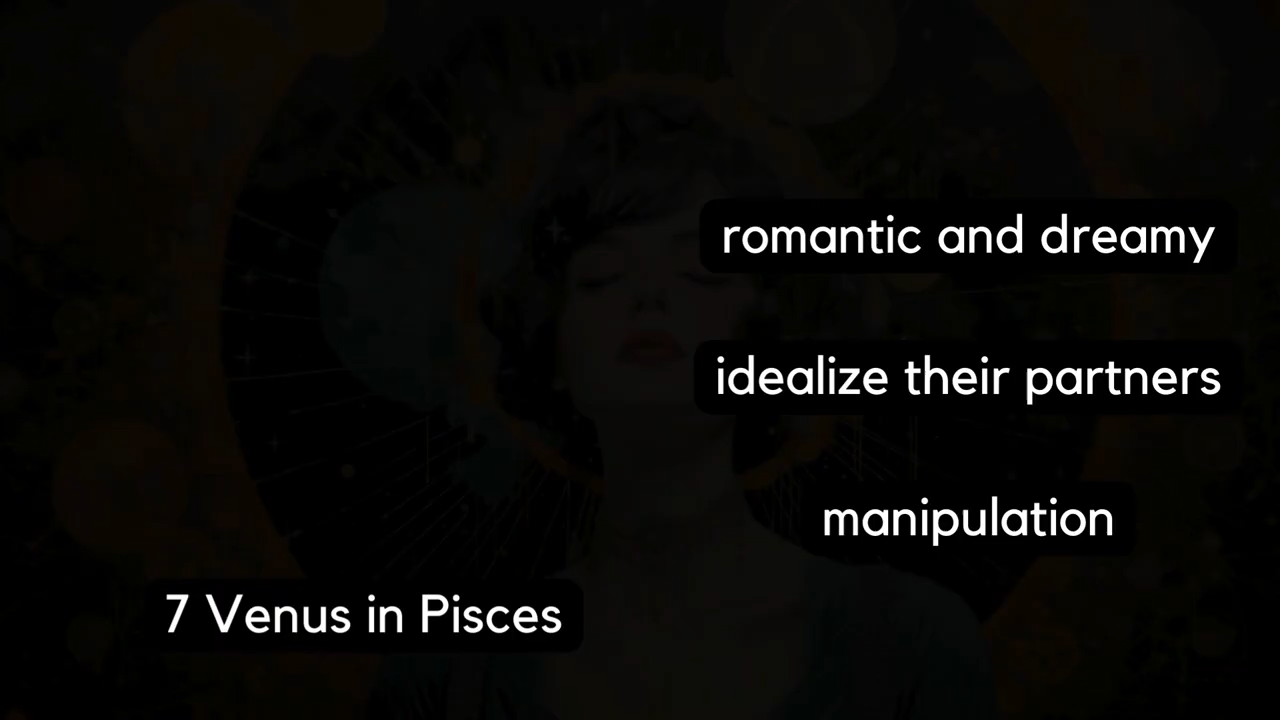 romantic and dreamy
idealize their partners
manipulation
7 Venus in Pisces